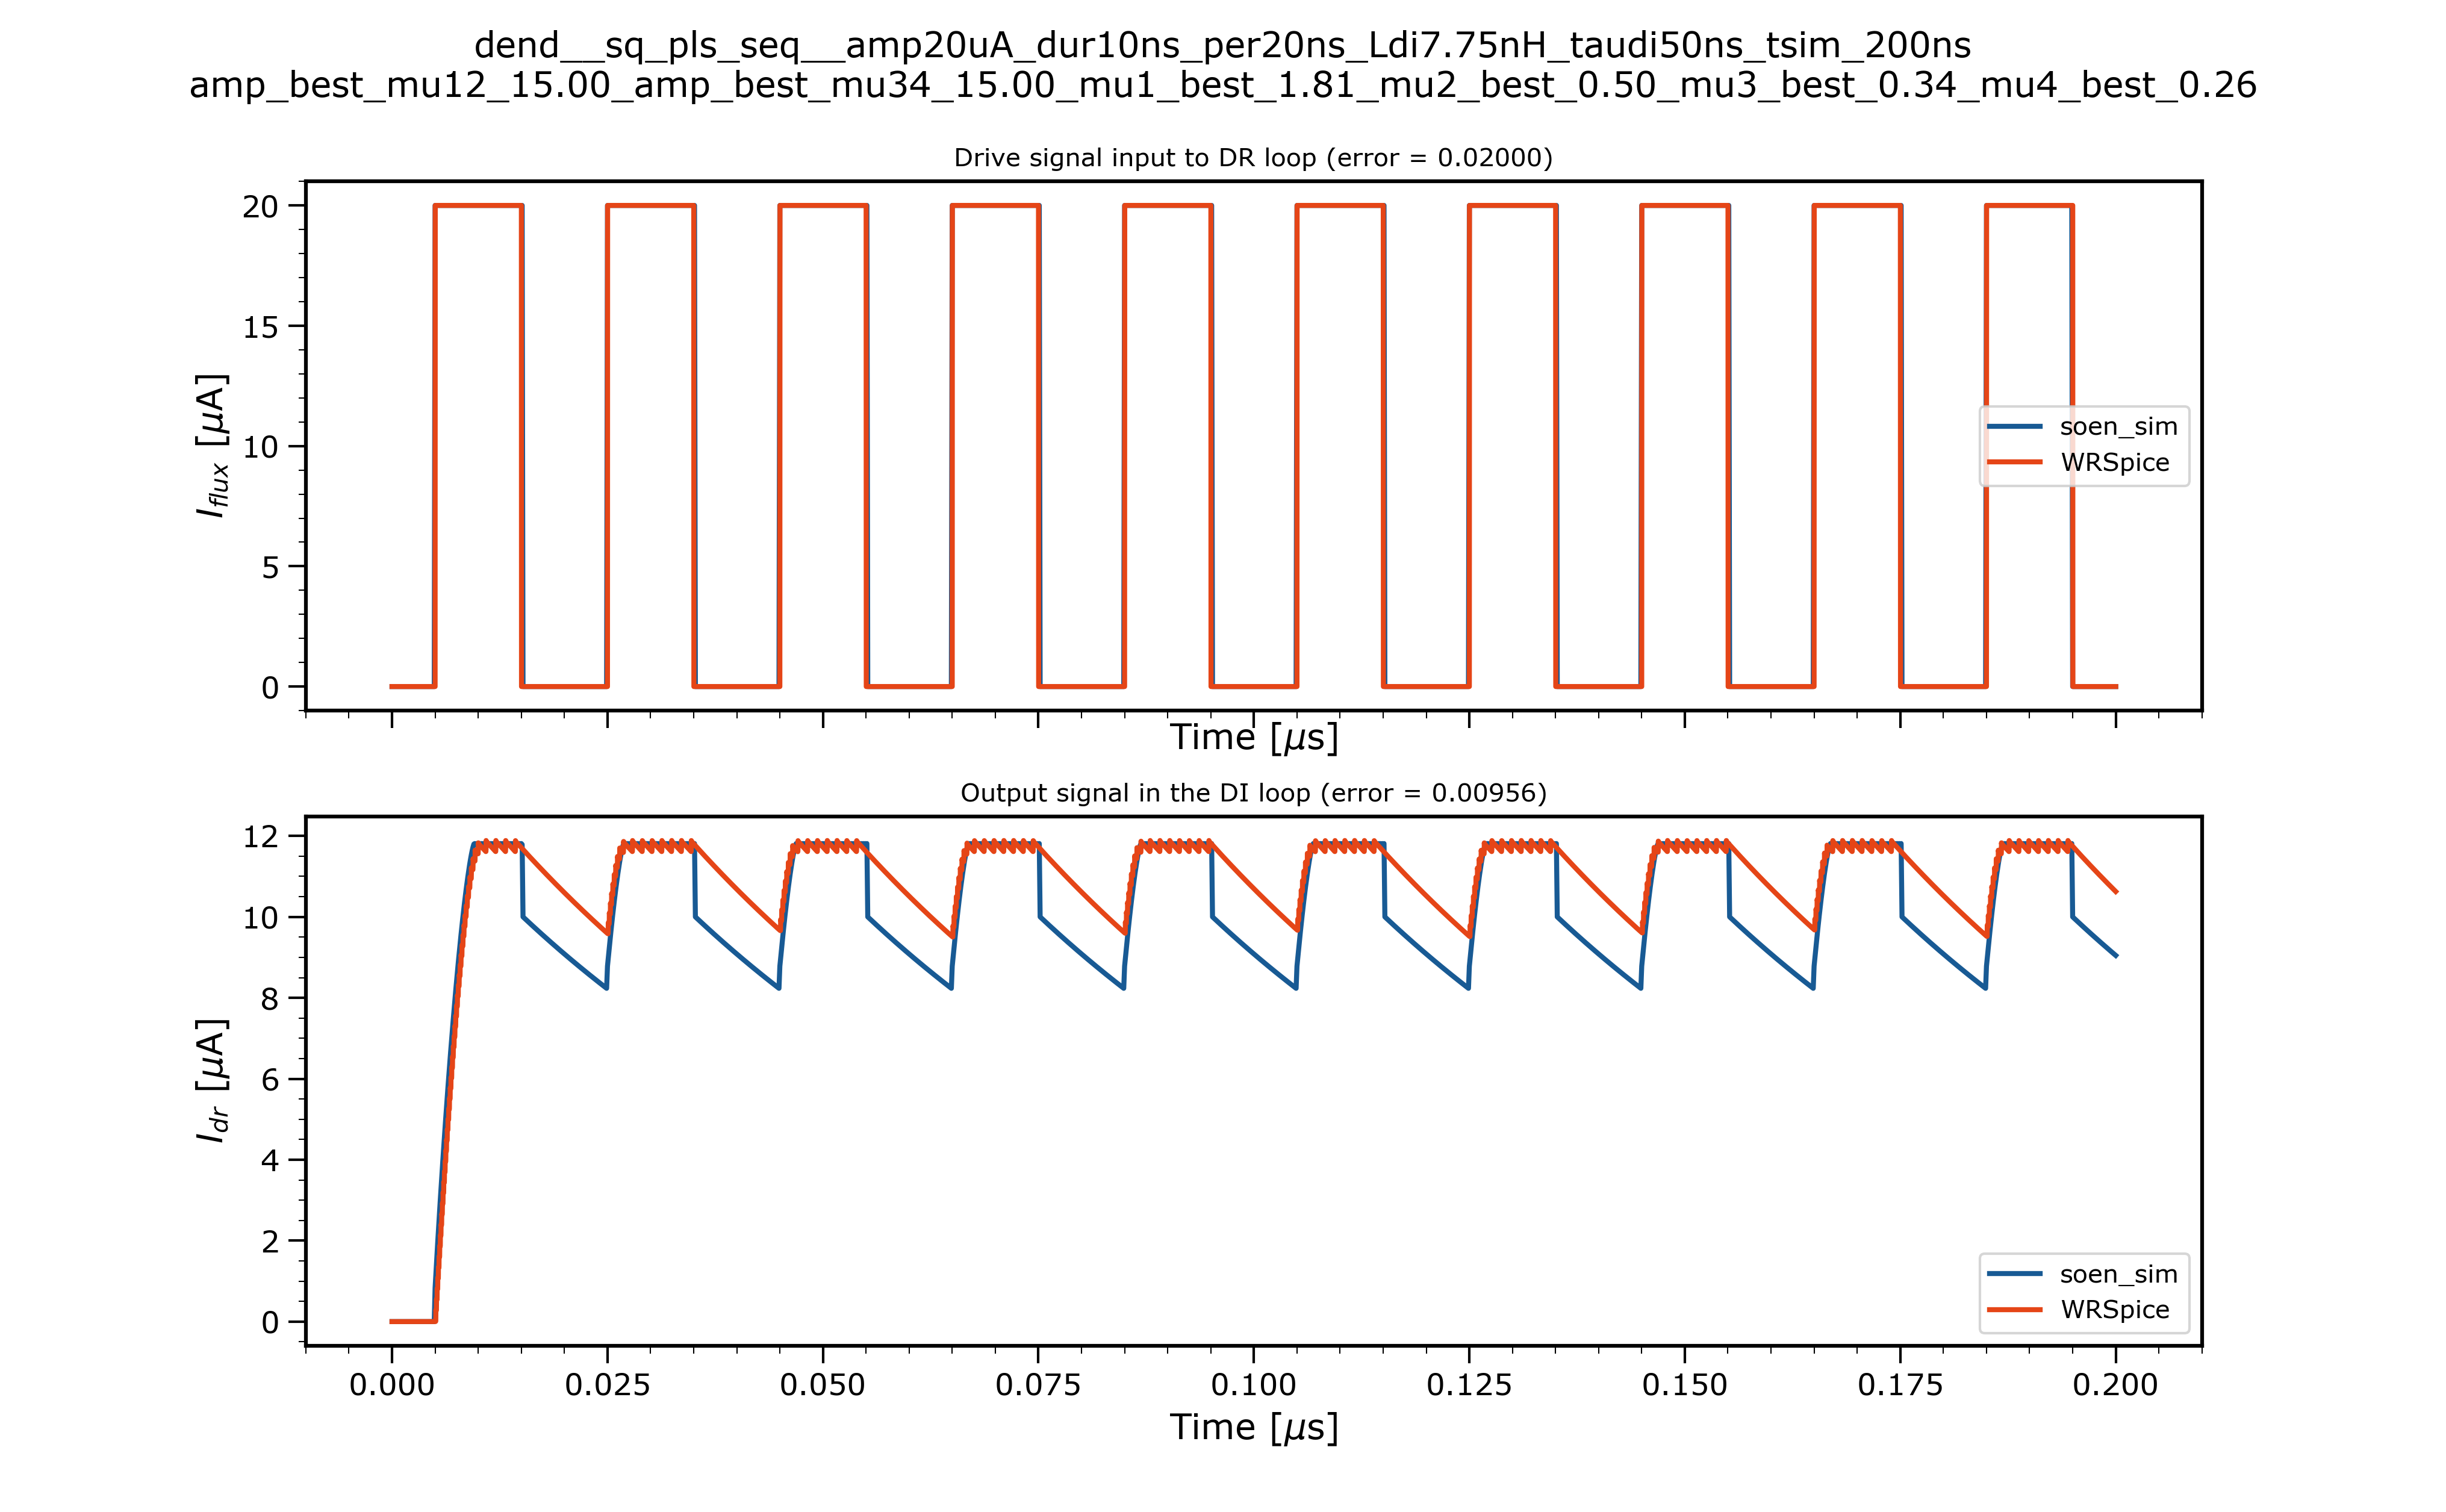 dend__sq_pls_seq__amp20uA_dur10ns_per20ns_Ldi7.75nH_taudi50ns_tsim_200ns
amp_best_mu12_15.00_amp_best_mu34_15.00_mu1_best_1.81_mu2_best_0.50_mu3_best_0.34_mu4_best_0.26
Drive signal input to DR loop (error = 0.02000)
20
15
10
5
0
I_flux [μA]
soen_sim
WRSpice
Time [μs]
Output signal in the DI loop (error = 0.00956)
12
10
8
6
4
2
0
I_dr [μA]
soen_sim
WRSpice
0.000 0.025 0.050 0.075 0.100 0.125 0.150 0.175 0.200
Time [μs]